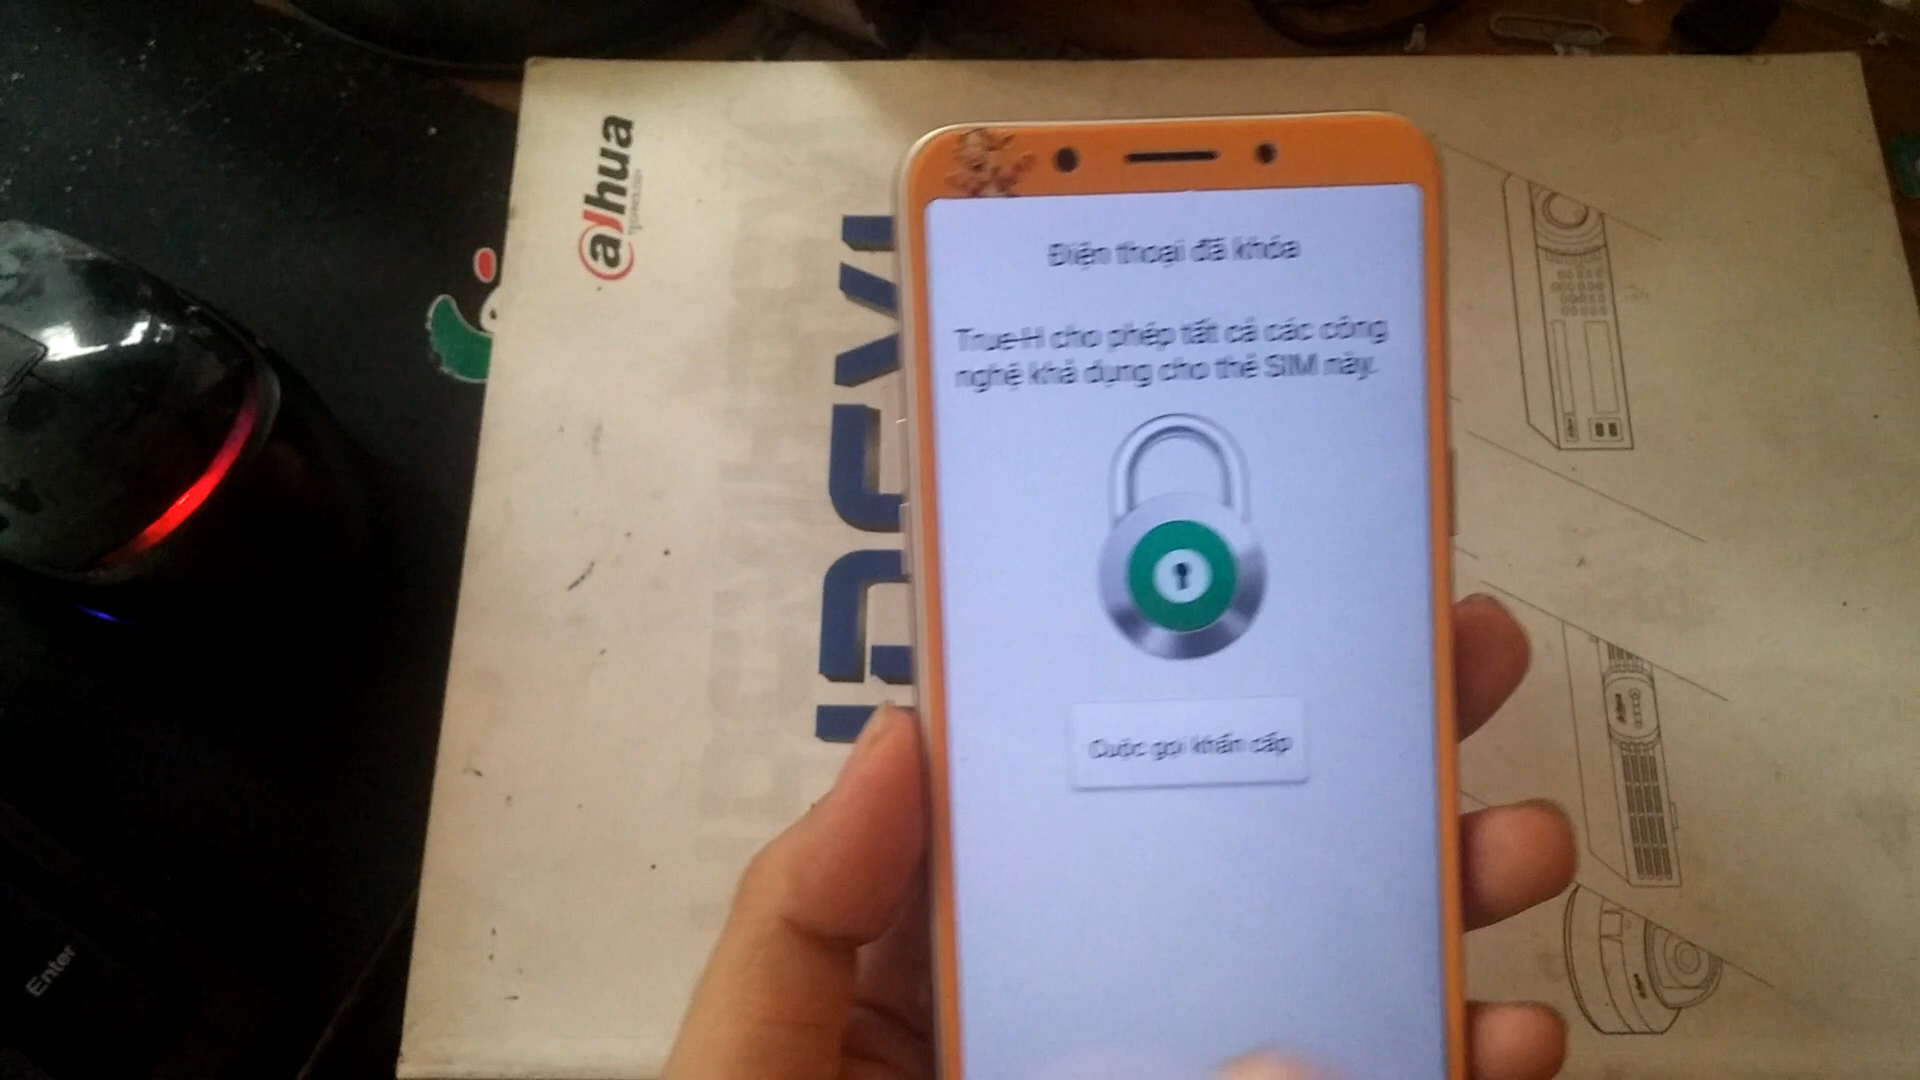 alhua
TECHNOLOGY
Điện thoại đã khóa
True-H cho phép tất cả các công
nghệ khả dụng cho thẻ SIM này.
Cuộc gọi khẩn cấp
Enter